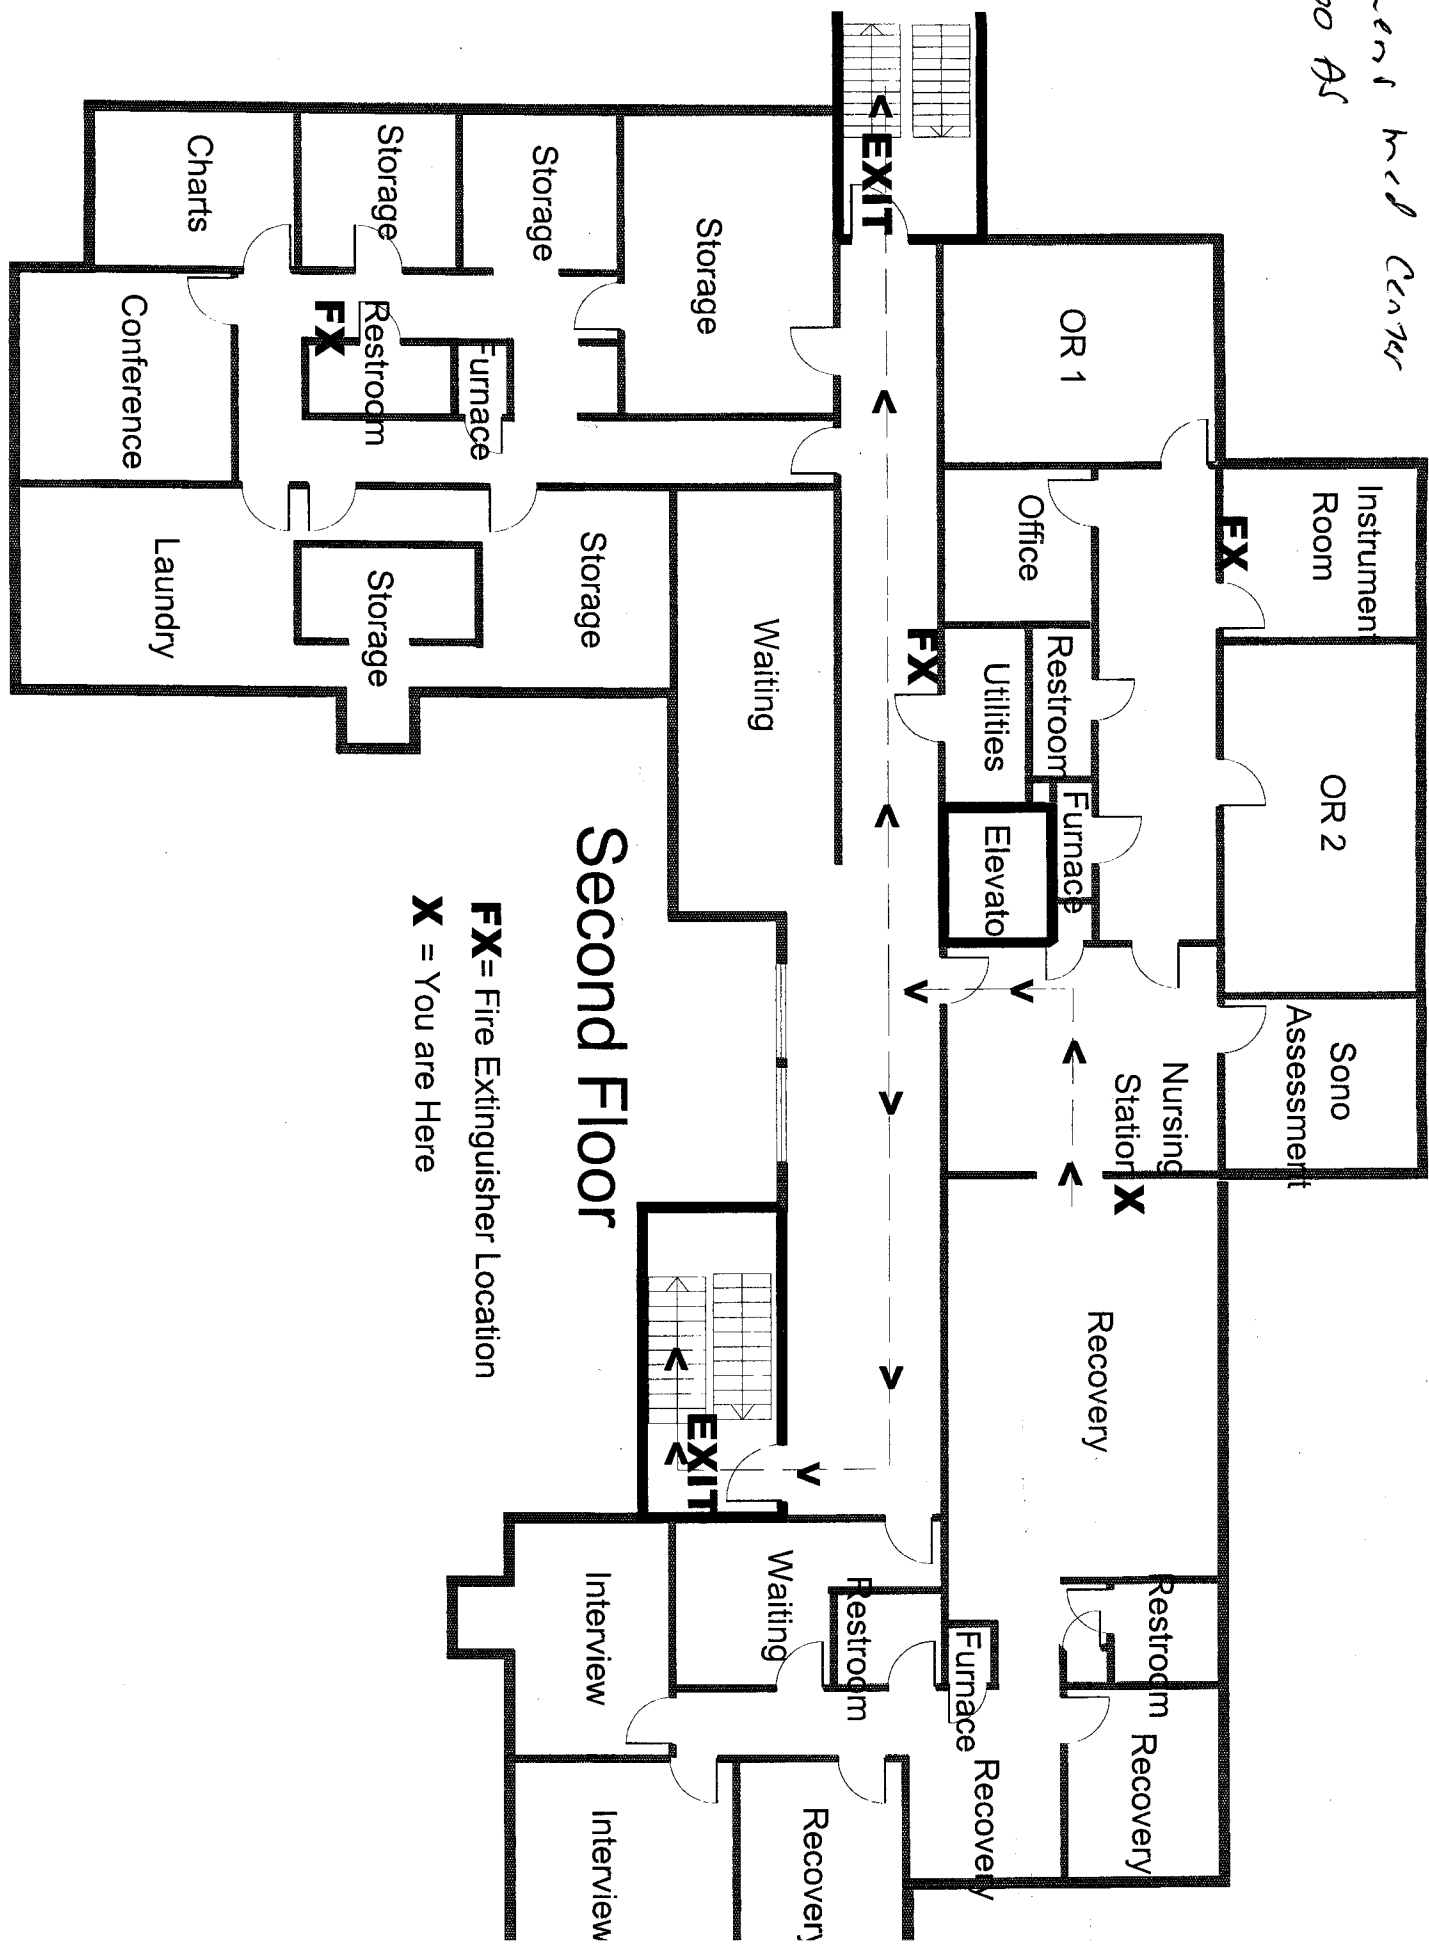 med Center
OR 1
Instrument
Room
FX
OR 2
Sono
Assessment
Office
Restroom
Utilities
Furnace
Elevato
Nursing
Station
X
Recovery
Restroom
Recovery
Furnace
Recovery
EXIT
FX
EXIT
Storage
Storage
Storage
Charts
Restroom
FX
Furnace
Conference
Waiting
Storage
Storage
Laundry
Waiting
Restroom
Interview
Recovery
Interview
Second Floor
FX= Fire Extinguisher Location
X = You are Here